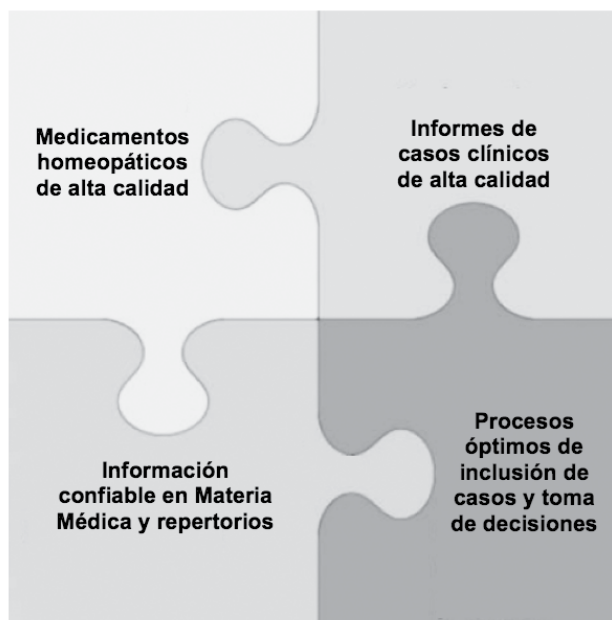 Medicamentos
homeopáticos
de alta calidad
Informes de
casos clínicos
de alta calidad
Información
confiable en Materia
Médica y repertorios
Procesos
óptimos de
inclusión de
casos y toma
de decisiones